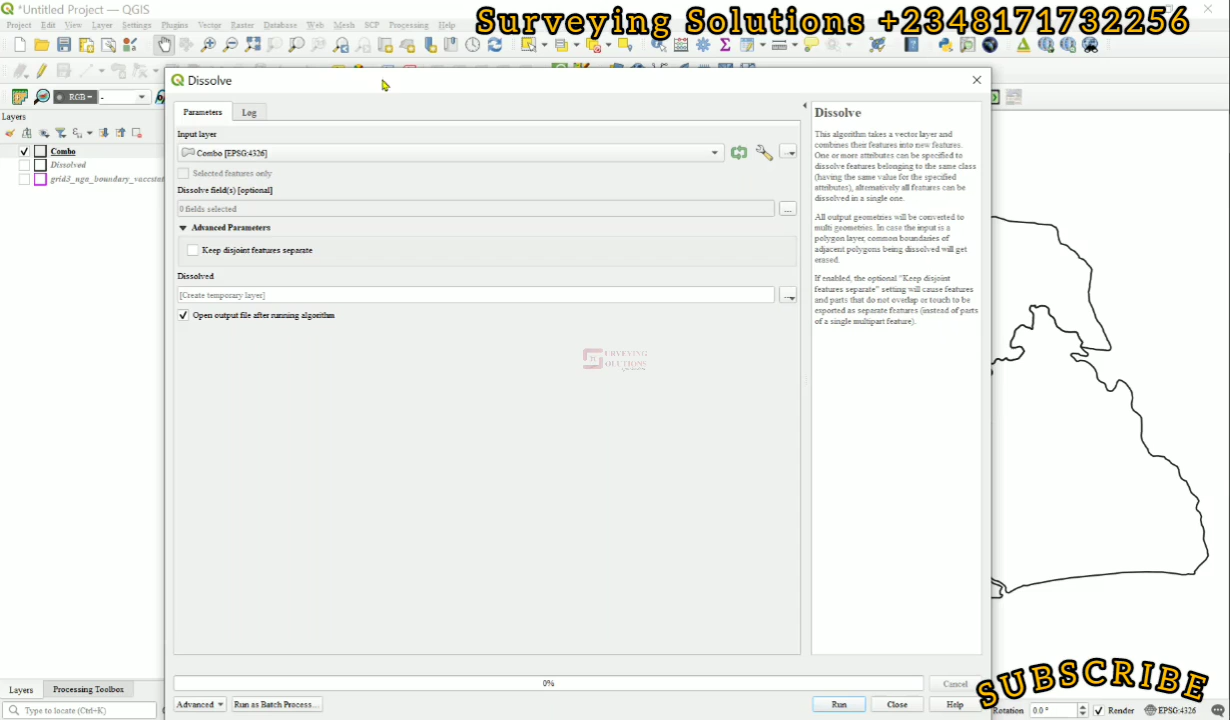 *Untitled Project — QGIS
Project Edit View Layer Settings Plugins Vector Raster Database Web Mesh SCP Processing Help
Surveying Solutions +2348171732256
Dissolve
RGB
Layers
Parameters Log
Input layer
Combo [EPSG:4326]
Selected features only
Dissolve field(s) [optional]
0 fields selected
Advanced Parameters
Keep disjoint features separate
Dissolved
[Create temporary layer]
Open output file after running algorithm
Combo
Dissolved
grid3_nga_boundary_vaccstat
Dissolve
This algorithm takes a vector layer and
combines their features into new features.
One or more attributes can be specified to
dissolve features belonging to the same class
(having the same value for the specified
attributes), alternatively all features can be
dissolved in a single one.
All output geometries will be converted to
multi geometries. In case the input is a
polygon layer, common boundaries of
adjacent polygons being dissolved will get
erased.
If enabled, the optional "Keep disjoint
features separate" setting will cause features
and parts that do not overlap or touch to be
exported as separate features (instead of parts
of a single multipart feature).
URVEYING
OLUTIONS
0%
Cancel
Advanced Run as Batch Process... Run Close Help
SUBSCRIBE
Layers Processing Toolbox
Type to locate (Ctrl+K)
Rotation 0.0° Render EPSG:4326